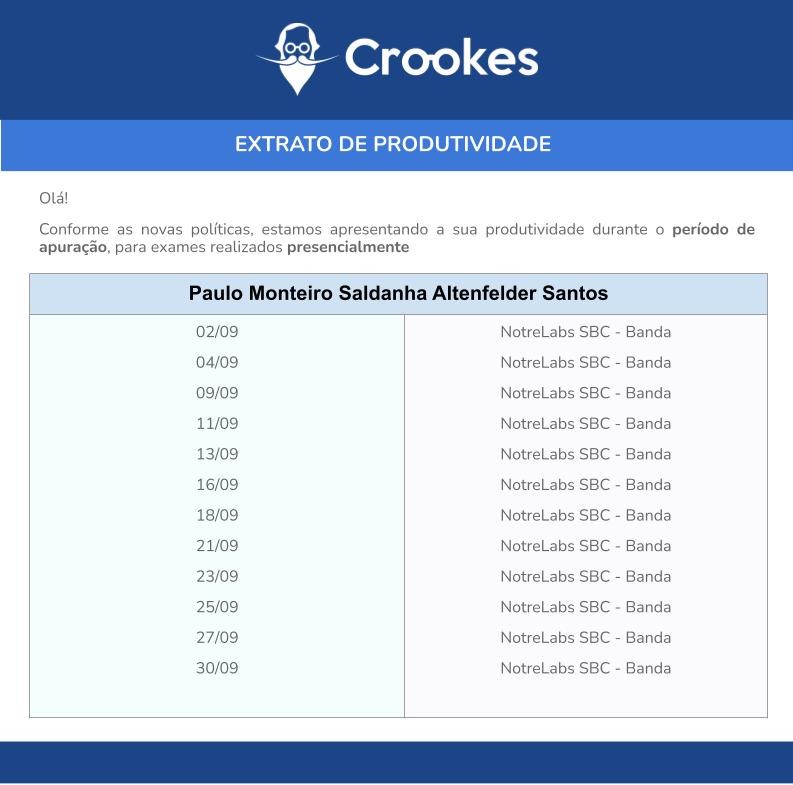 Crookes
EXTRATO DE PRODUTIVIDADE
Olá!
Conforme as novas políticas, estamos apresentando a sua produtividade durante o período de
apuração, para exames realizados presencialmente
Paulo Monteiro Saldanha Altenfelder Santos
02/09 NotreLabs SBC - Banda
04/09 NotreLabs SBC - Banda
09/09 NotreLabs SBC - Banda
11/09 NotreLabs SBC - Banda
13/09 NotreLabs SBC - Banda
16/09 NotreLabs SBC - Banda
18/09 NotreLabs SBC - Banda
21/09 NotreLabs SBC - Banda
23/09 NotreLabs SBC - Banda
25/09 NotreLabs SBC - Banda
27/09 NotreLabs SBC - Banda
30/09 NotreLabs SBC - Banda